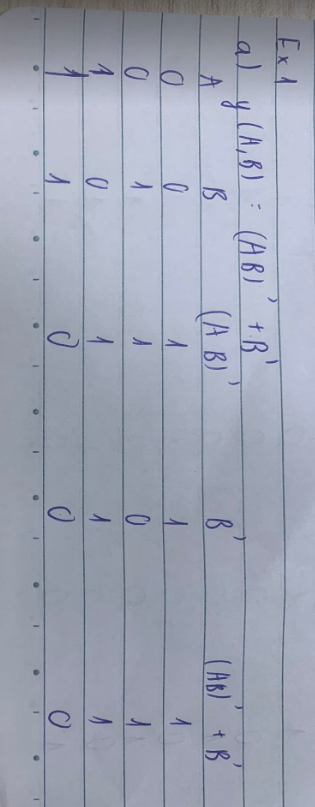 Ex 1
a) y (A,B) = (AB)' + B'
A B (AB)' B' (AB)' + B'
0 0 1 1 1
0 1 1 0 1
1 0 1 1 1
1 1 0 0 0